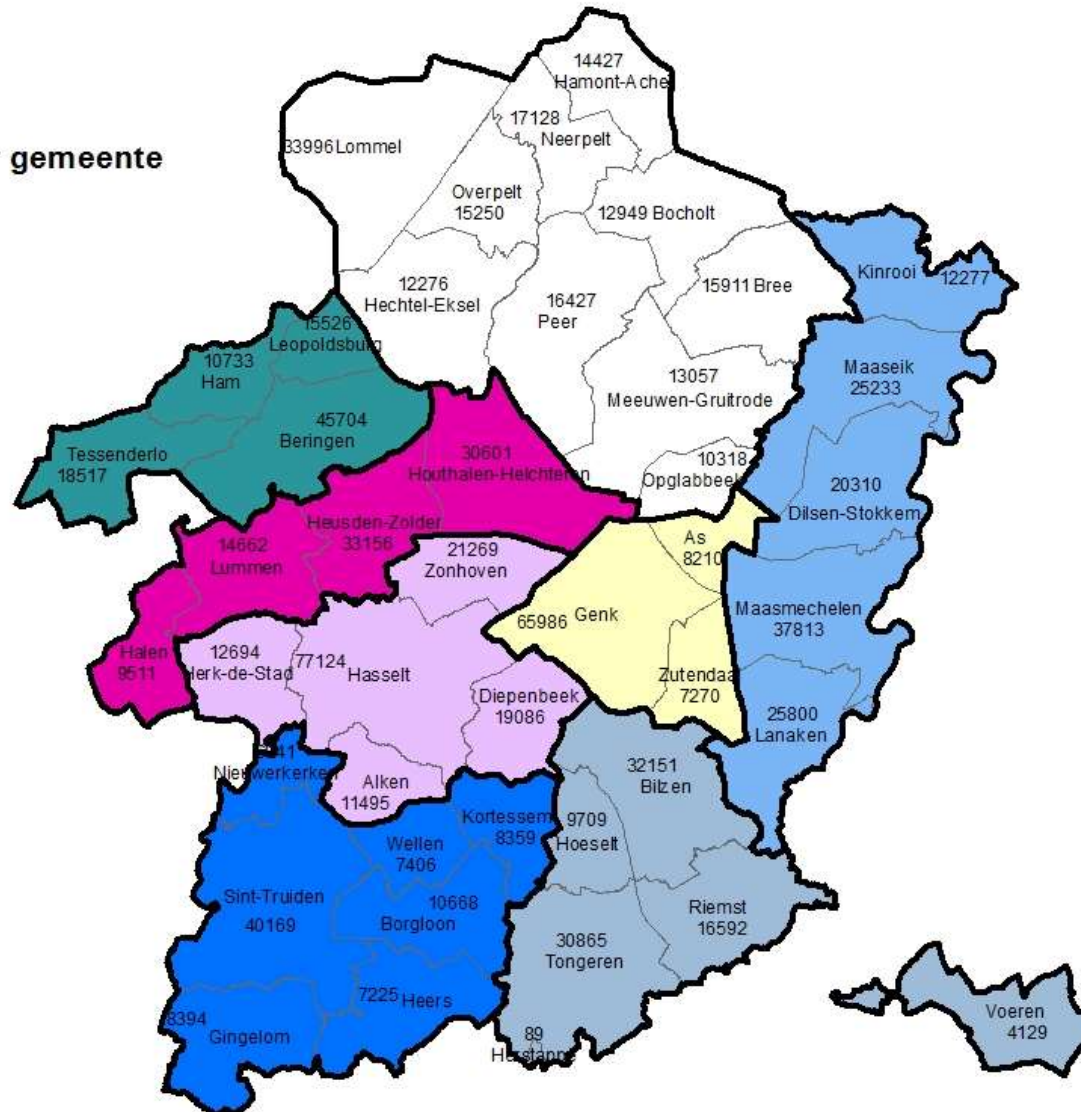 14427
Hamont-Ache
17128
Neerpelt
33996 Lommel
gemeente
Overpelt
15250
12949 Bocholt
12276
Hechtel-Eksel
16427
Peer
15911 Bree
Kinrooi
12277
15526
Leopoldsburg
10733
Ham
13057
Meeuwen-Gruitrode
Maaseik
25233
45704
Beringen
Tessenderlo
18517
30601
Houthalen-Helchteren
10318
Opglabbeek
20310
Dilsen-Stokkem
Heusden-Zolder
33156
14662
Lummen
21269
Zonhoven
As
8210
65986 Genk
Maasmechelen
37813
Halen
9511
12694
Herk-de-Stad
77124
Hasselt
Zutendaal
7270
Diepenbeek
19086
25800
Lanaken
Nieuwerkerken
Alken
11495
32151
Bilzen
Kortessem
8359
9709
Hoeselt
Wellen
7406
Sint-Truiden
40169
10668
Borgloon
Riemst
16592
30865
Tongeren
7225 Heers
8394
Gingelom
89
Herstappe
Voeren
4129